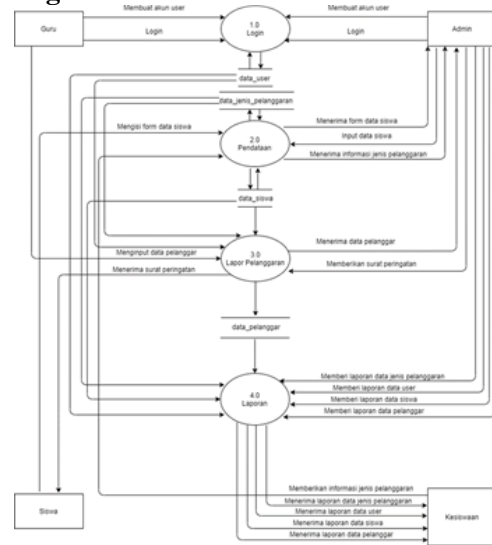 Membuat akun user
Membuat akun user
Guru
1.0
Login
Admin
Login
Login
data_user
data_jenis_pelanggaran
Menerima form data siswa
Mengisi form data siswa
2.0
Pendataan
Input data siswa
Menerima informasi jenis pelanggaran
data_siswa
Menerima data pelanggar
Menginput data pelanggar
3.0
Lapor Pelanggaran
Menerima surat peringatan
Memberikan surat peringatan
data_pelanggar
Memberi laporan data jenis pelanggaran
Memberi laporan data user
4.0
Laporan
Memberi laporan data siswa
Memberi laporan data pelanggar
Memberikan informasi jenis pelanggaran
Menerima laporan data jenis pelanggaran
Menerima laporan data user
Menerima laporan data siswa
Menerima laporan data pelanggar
Siswa
Kesiswaan